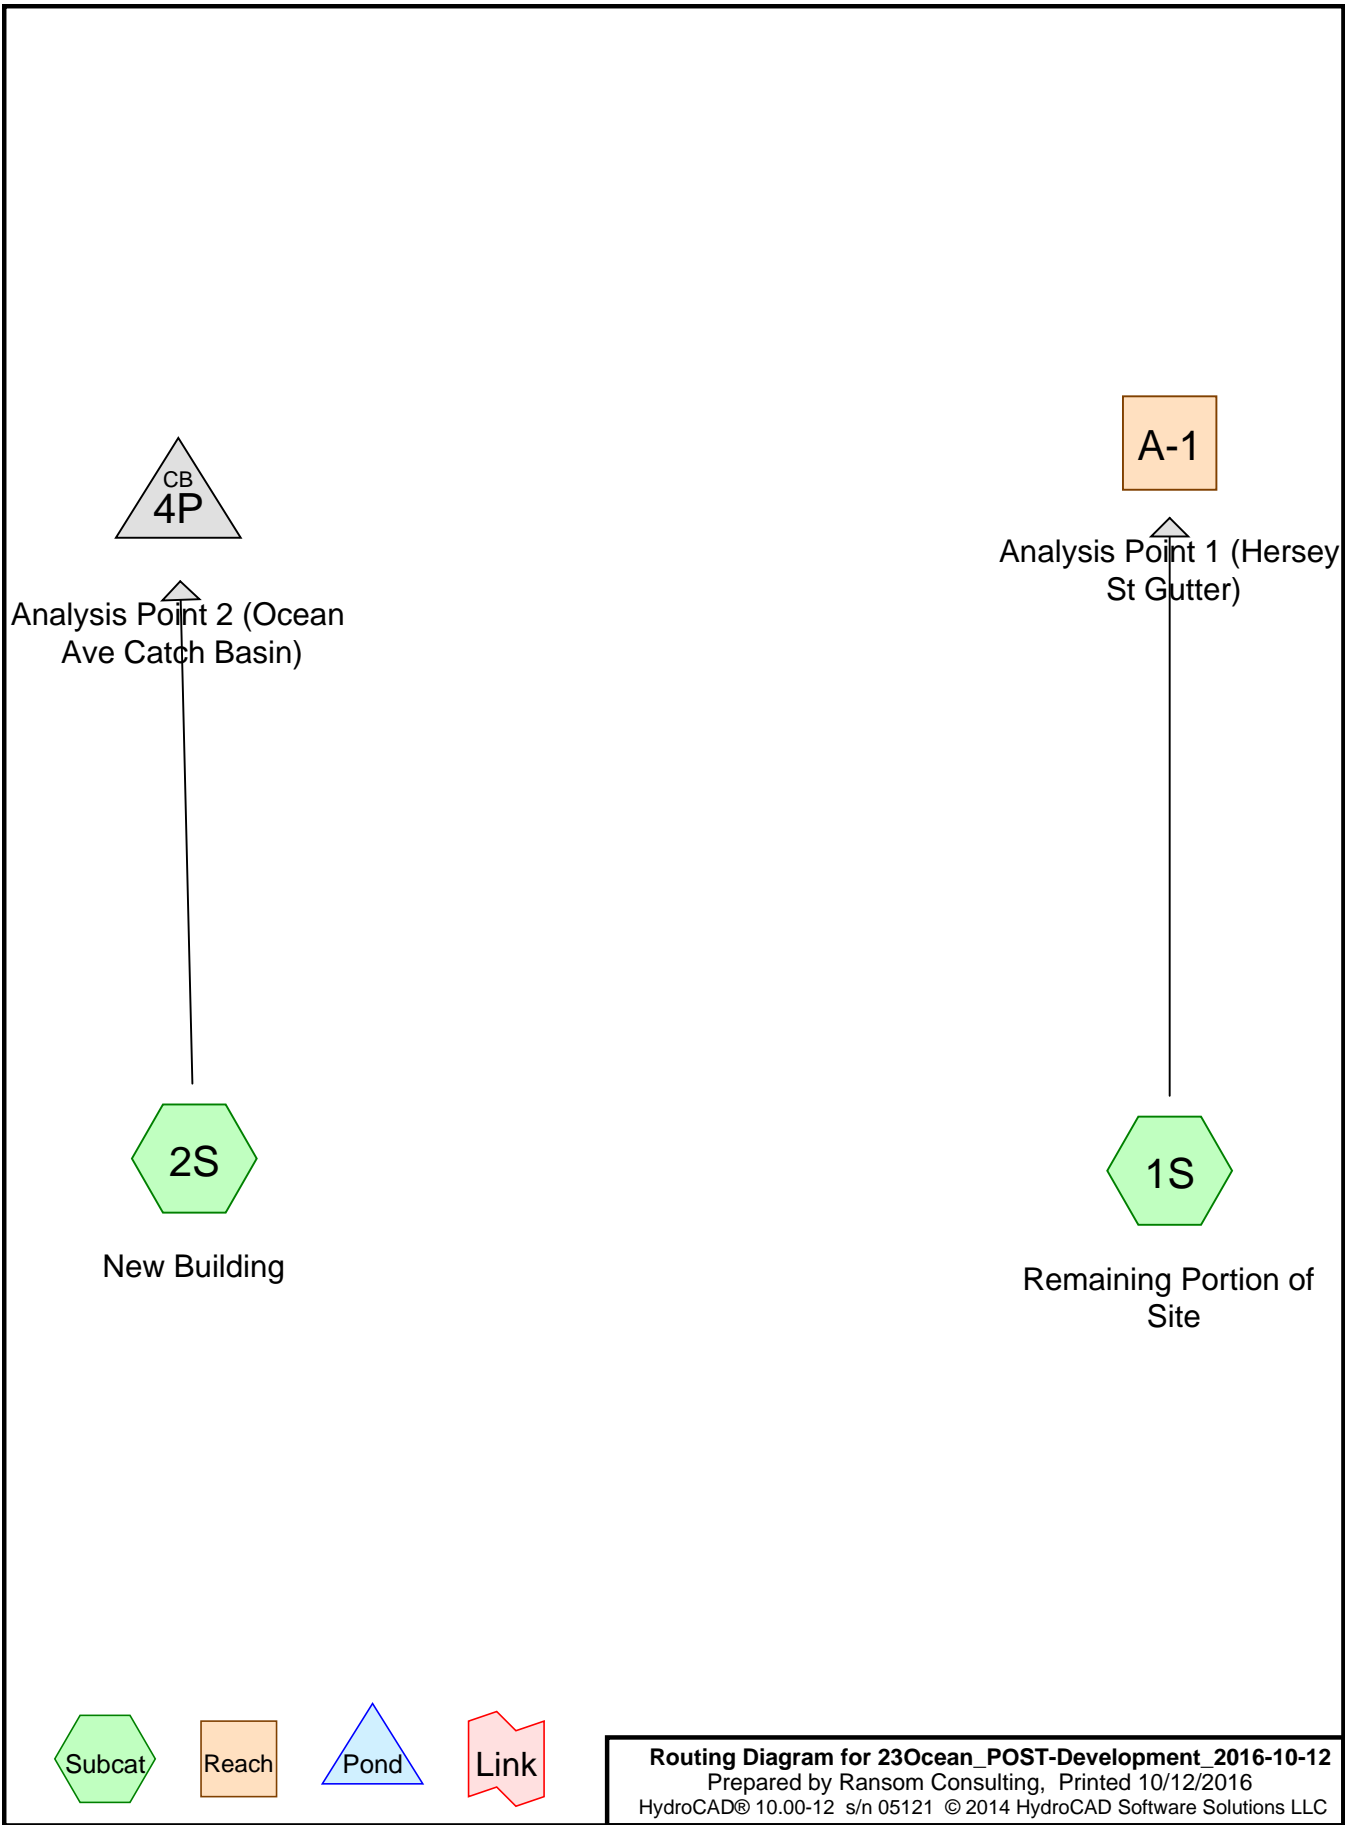 A-1
Analysis Point 1 (Hersey
St Gutter)
CB
4P
Analysis Point 2 (Ocean
Ave Catch Basin)
2S
New Building
1S
Remaining Portion of
Site
Subcat
Reach
Pond
Link
Routing Diagram for 23Ocean_POST-Development_2016-10-12
Prepared by Ransom Consulting, Printed 10/12/2016
HydroCAD® 10.00-12 s/n 05121 © 2014 HydroCAD Software Solutions LLC